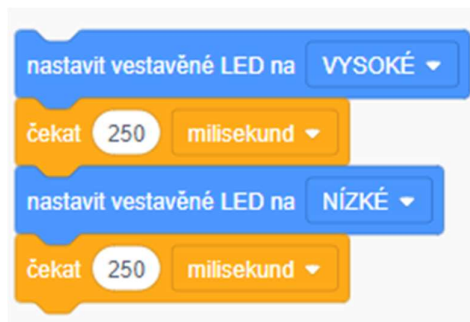 nastavit vestavěné LED na VYSOKÉ
čekat 250 milisekund
nastavit vestavěné LED na NÍZKÉ
čekat 250 milisekund